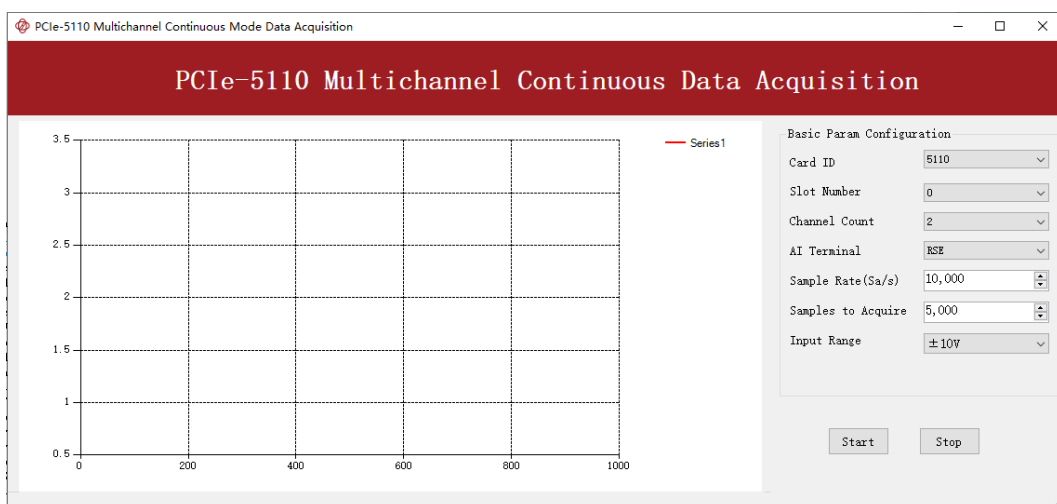 PCIe-5110 Multichannel Continuous Mode Data Acquisition
PCIe-5110 Multichannel Continuous Data Acquisition
3.5
3
2.5
2
1.5
1
0.5
0
200
400
600
800
1000
Series1
Basic Param Configuration
Card ID
5110
Slot Number
0
Channel Count
2
AI Terminal
RSE
Sample Rate(Sa/s)
10,000
Samples to Acquire
5,000
Input Range
±10V
Start
Stop